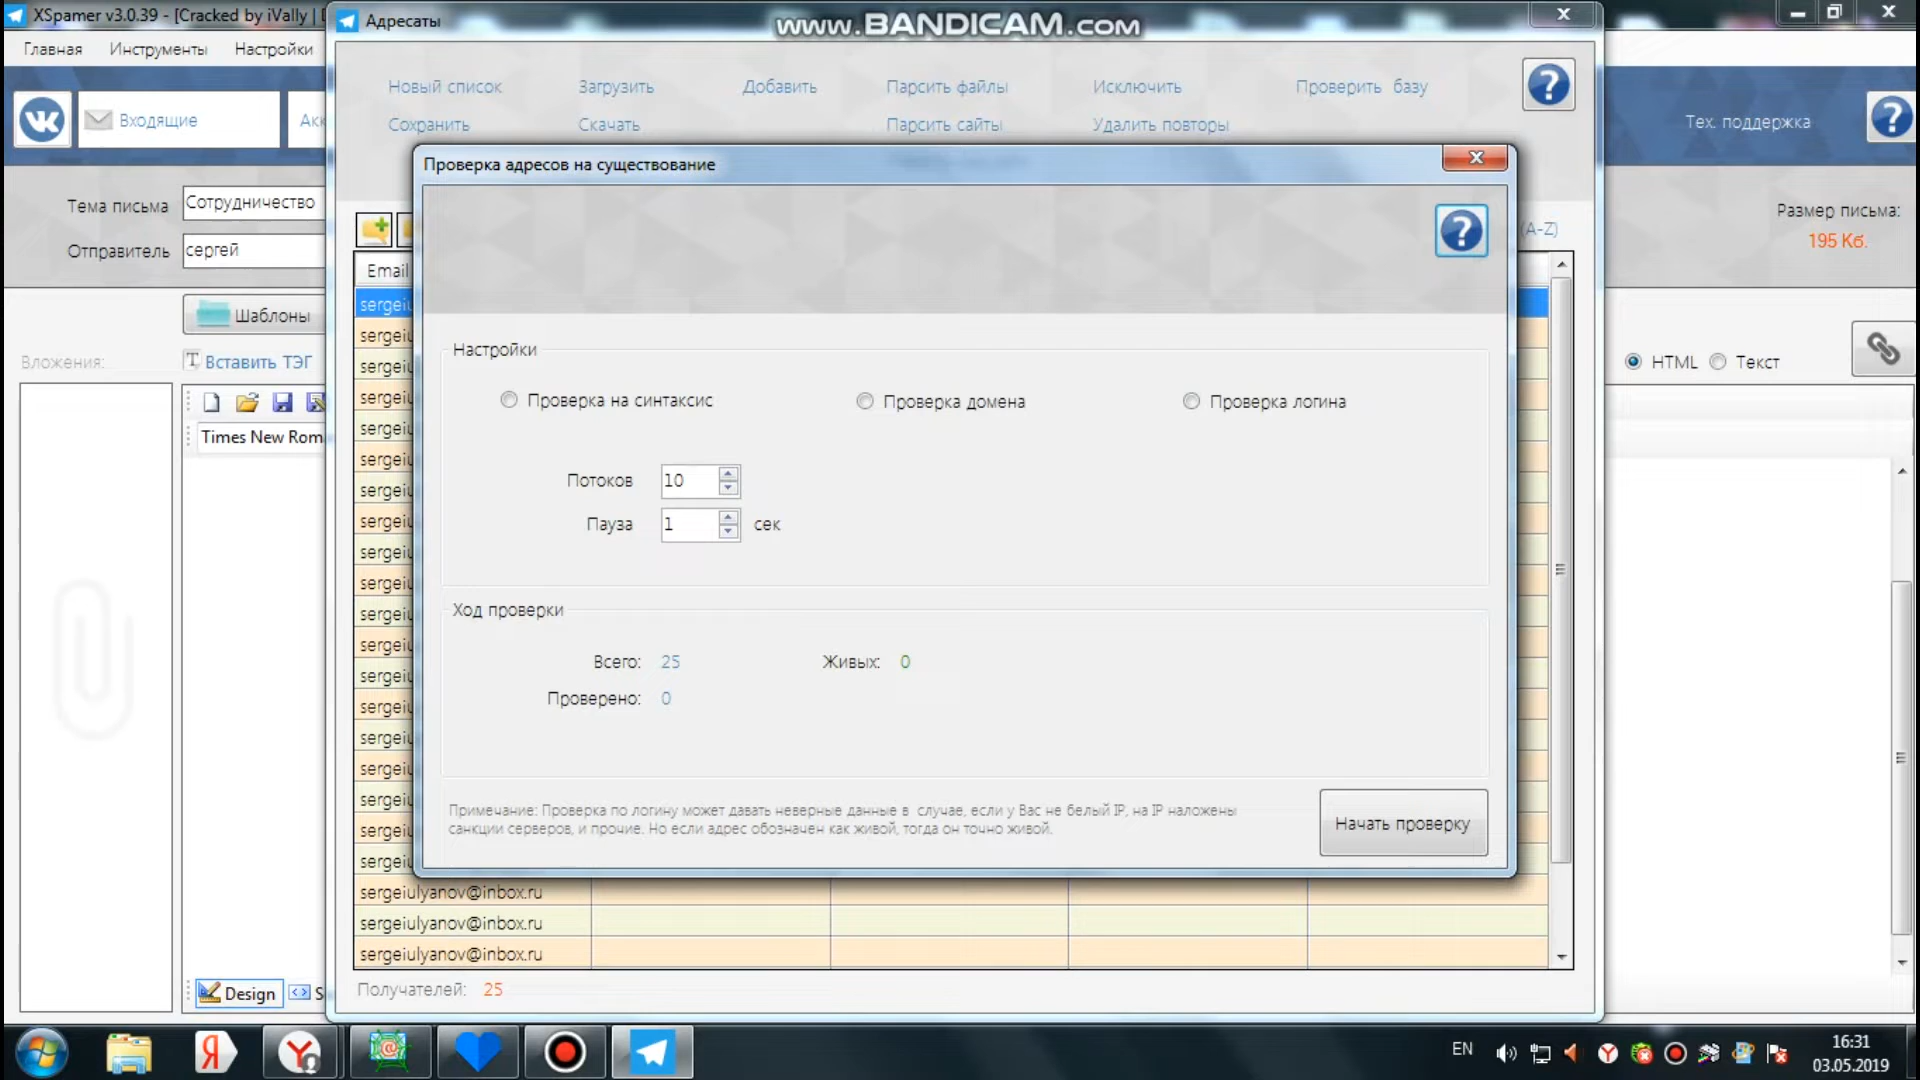 XSpamer v3.0.39 - [Cracked by iVally |
Адресаты
www.BANDICAM.com
Главная Инструменты Настройки
Новый список Загрузить Добавить Парсить файлы Исключить Проверить базу
Сохранить Скачать Парсить сайты Удалить повторы
Входящие
Тех. поддержка
Проверка адресов на существование
Тема письма Сотрудничество
Отправитель сергей
Размер письма:
195 Кб.
(A-Z)
Email
Шаблоны
Вложения:
Вставить ТЭГ
HTML Текст
Times New Rom
Настройки
Проверка на синтаксис Проверка домена Проверка логина
Потоков 10
Пауза 1 сек
Ход проверки
Всего: 25 Живых: 0
Проверено: 0
Примечание: Проверка по логину может давать неверные данные в случае, если у Вас не белый IP, на IP наложены
санкции серверов, и прочие. Но если адрес обозначен как живой, тогда он точно живой.
Начать проверку
sergeiulyanov@inbox.ru
sergeiulyanov@inbox.ru
sergeiulyanov@inbox.ru
Получателей: 25
Design
EN
16:31
03.05.2019